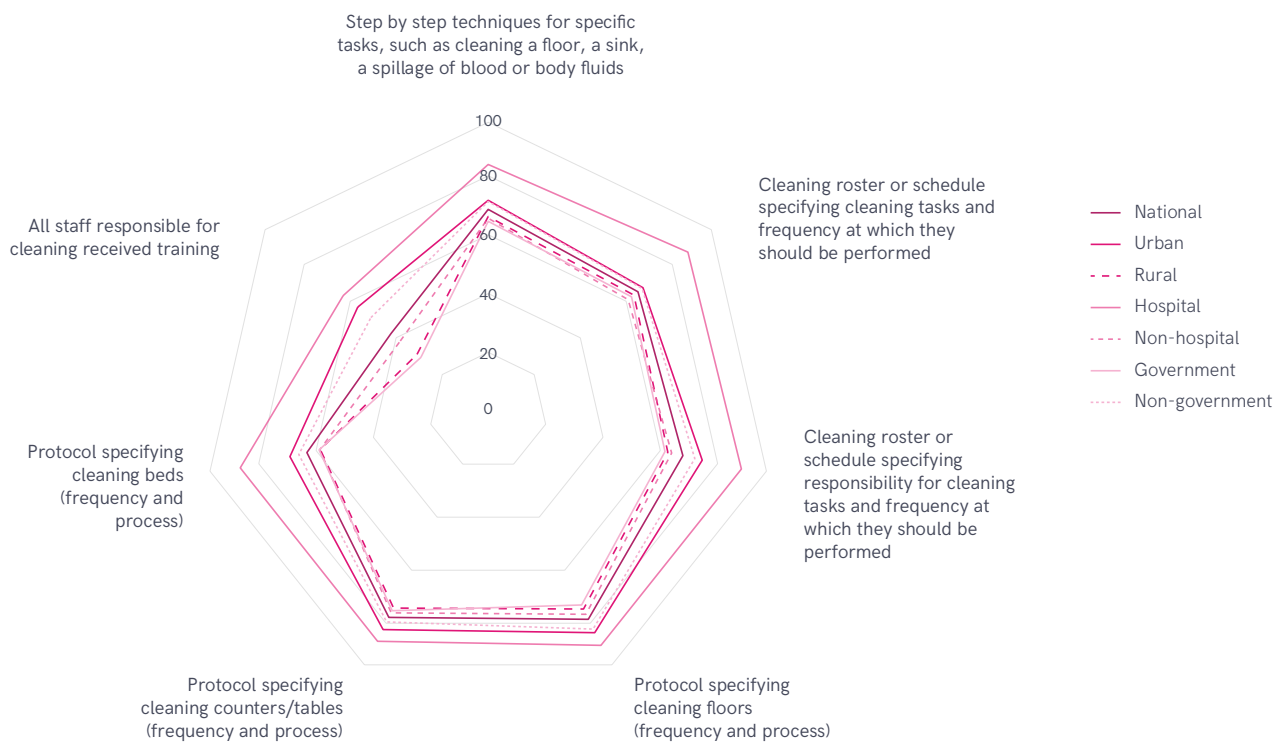 Step by step techniques for specific
tasks, such as cleaning a floor, a sink,
a spillage of blood or body fluids
100
80
60
40
20
0
Cleaning roster or schedule
specifying cleaning tasks and
frequency at which they
should be performed
Cleaning roster or
schedule specifying
responsibility for cleaning
tasks and frequency at
which they should be
performed
Protocol specifying
cleaning floors
(frequency and process)
Protocol specifying
cleaning counters/tables
(frequency and process)
Protocol specifying
cleaning beds
(frequency and
process)
All staff responsible for
cleaning received training
National
Urban
Rural
Hospital
Non-hospital
Government
Non-government